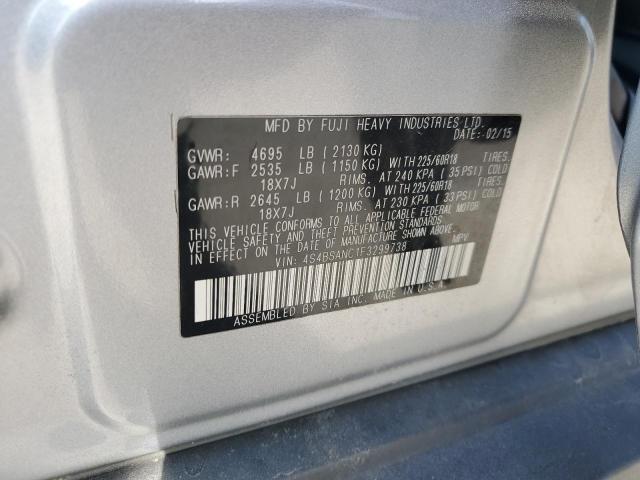 MFD BY FUJI HEAVY INDUSTRIES LTD.
DATE: 02/15
GVWR: 4695 LB ( 2130 KG)
GAWR:F 2535 LB ( 1150 KG) WITH 225/60R18 TIRES.
18X7J RIMS. AT 240 KPA ( 35 PSI) COLD
GAWR:R 2645 LB ( 1200 KG) WITH 225/60R18 TIRES.
18X7J RIMS. AT 230 KPA ( 33 PSI) COLD
THIS VEHICLE CONFORMS TO ALL APPLICABLE FEDERAL MOTOR
VEHICLE SAFETY AND THEFT PREVENTION STANDARDS IN
EFFECT ON THE DATE OF MANUFACTURE SHOWN ABOVE.
VIN: 4S4BSANC1F3299738 MPV
ASSEMBLED BY SIA INC. MADE IN U.S.A.